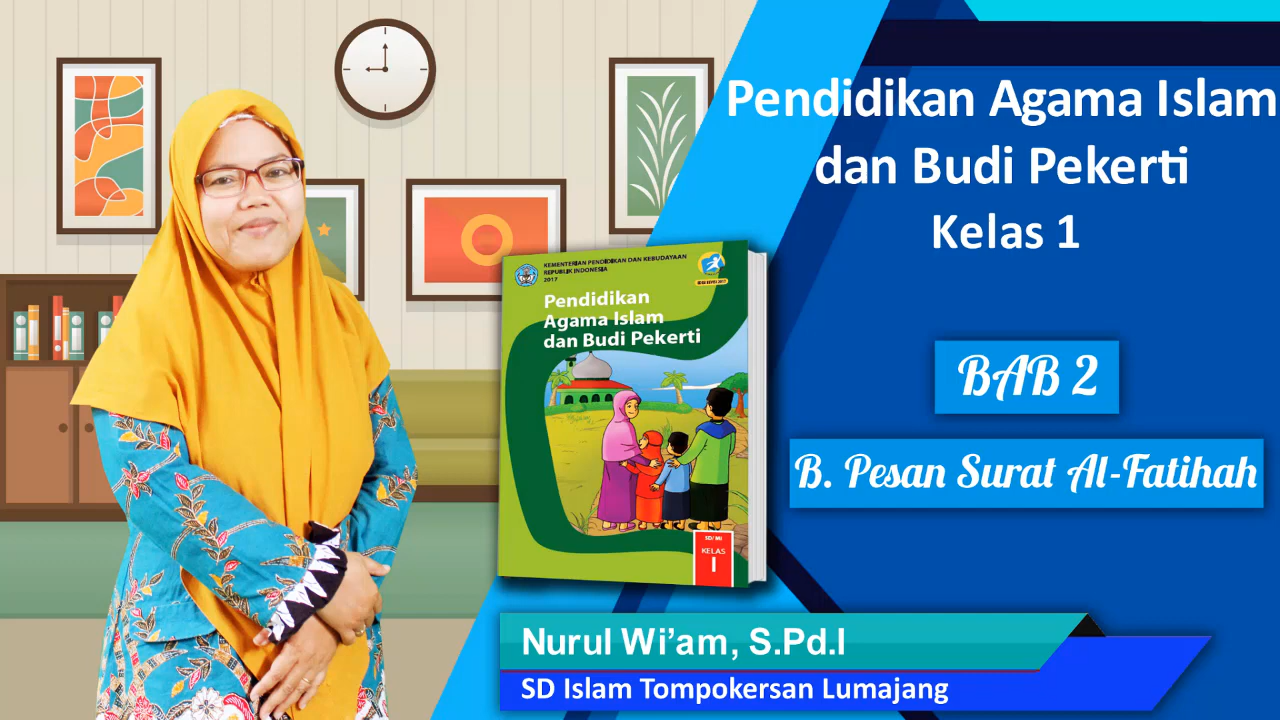 Pendidikan Agama Islam
dan Budi Pekerti
Kelas 1
KEMENTERIAN PENDIDIKAN DAN KEBUDAYAAN
REPUBLIK INDONESIA
2017
Pendidikan
Agama Islam
dan Budi Pekerti
SD/ MI
KELAS
I
BAB 2
B. Pesan Surat Al-Fatihah
Nurul Wi’am, S.Pd.I
SD Islam Tompokersan Lumajang